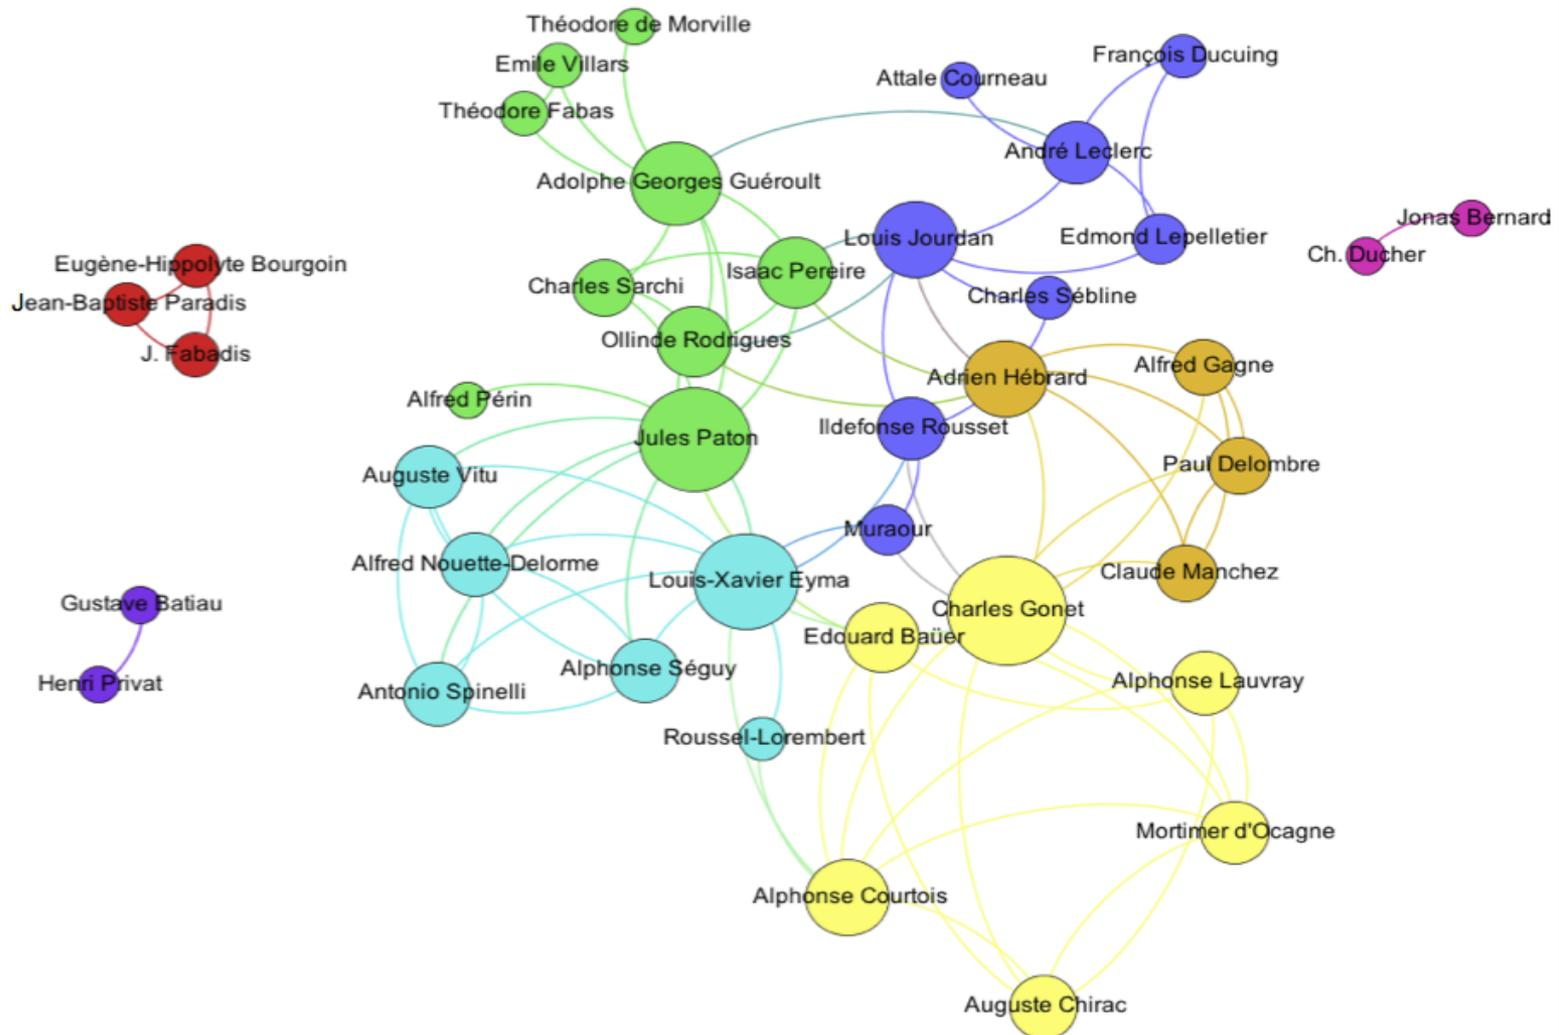 Théodore de Morville
Emile Villars
François Ducuing
Attale Courneau
Théodore Fabas
André Leclerc
Adolphe Georges Guéroult
Jonas Bernard
Louis Jourdan
Edmond Lepelletier
Ch. Ducher
Eugène-Hippolyte Bourgoin
Isaac Pereire
Charles Sarchi
Charles Sébline
Jean-Baptiste Paradis
Ollinde Rodrigues
J. Fabadis
Alfred Gagne
Adrien Hébrard
Alfred Périn
Ildefonse Rousset
Jules Paton
Paul Delombre
Auguste Vitu
Muraour
Alfred Nouette-Delorme
Claude Manchez
Louis-Xavier Eyma
Gustave Batiau
Charles Gonet
Edouard Baüer
Alphonse Séguy
Alphonse Lauvray
Henri Privat
Antonio Spinelli
Roussel-Lorembert
Mortimer d'Ocagne
Alphonse Courtois
Auguste Chirac